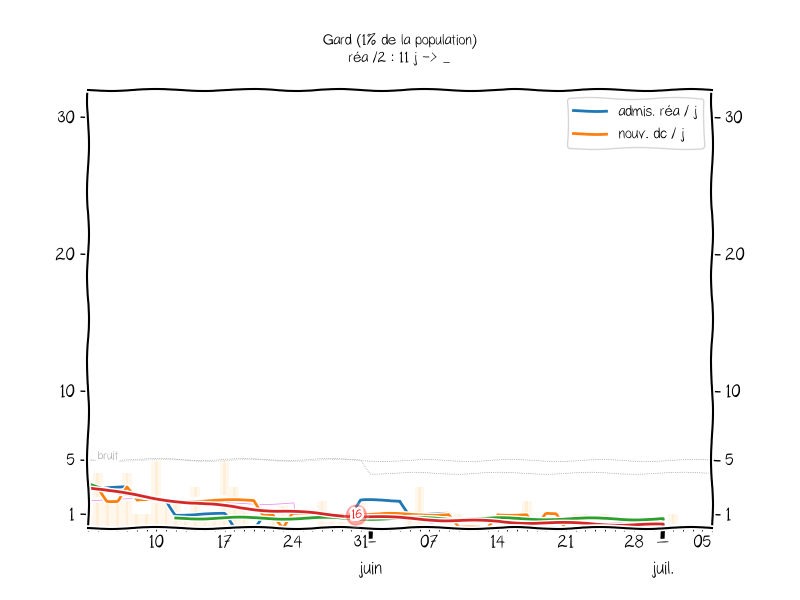 Gard (1% de la population)
réa /2 : 11 j -> _
admis. réa / j
nouv. dc / j
30
30
20
20
10
10
bruit
5
5
16
1
1
10 17 24 31 07 14 21 28 05
juin juil.